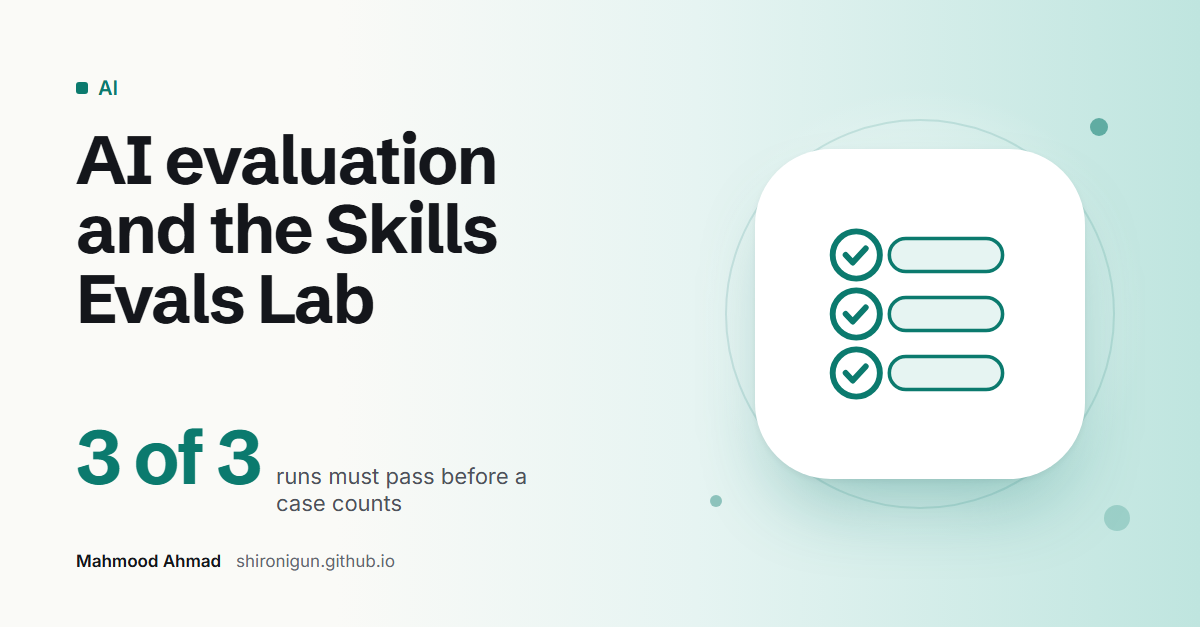 AI
AI evaluation
and the Skills
Evals Lab
3 of 3 runs must pass before a
case counts
Mahmood Ahmad shironigun.github.io